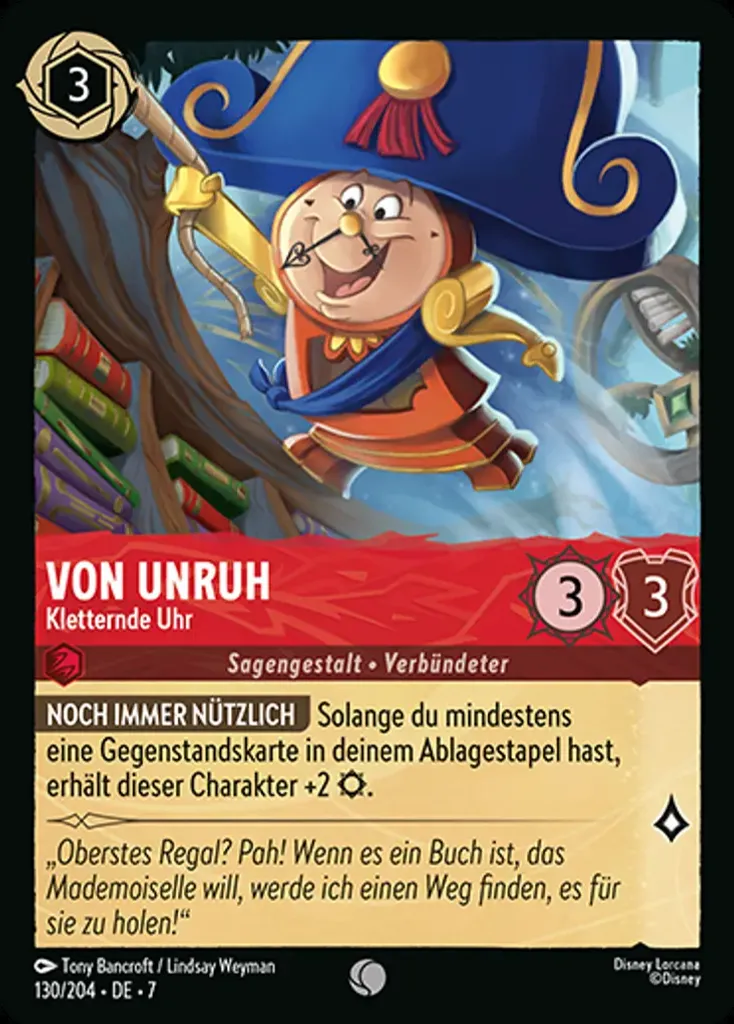 3
VON UNRUH
Kletternde Uhr
3
3
Sagengestalt • Verbündeter
NOCH IMMER NÜTZLICH Solange du mindestens
eine Gegenstandskarte in deinem Ablagestapel hast,
erhält dieser Charakter +2 .
„Oberstes Regal? Pah! Wenn es ein Buch ist, das
Mademoiselle will, werde ich einen Weg finden, es für
sie zu holen!“
Tony Bancroft / Lindsay Weyman
130/204 • DE • 7
Disney Lorcana
©Disney